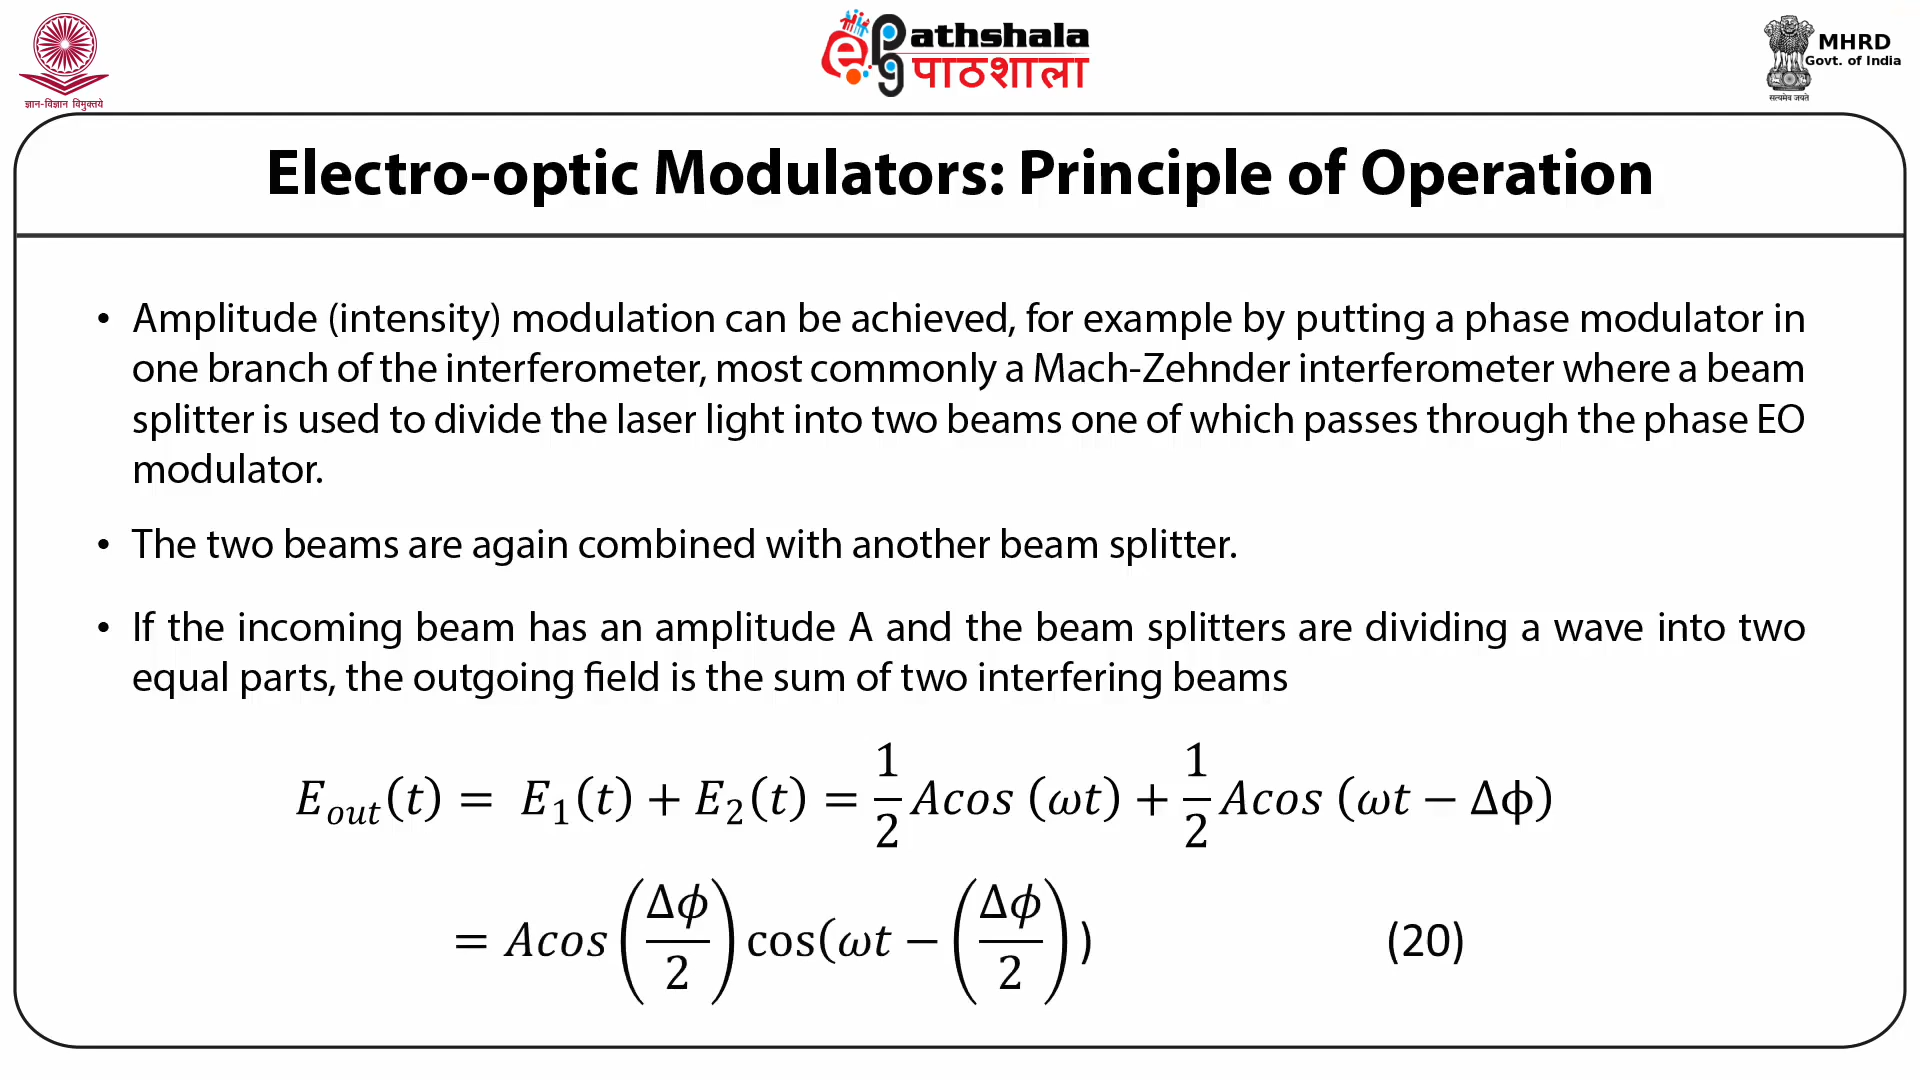 ज्ञान-विज्ञान विमुक्तये
ePG
athshala
पाठशाला
MHRD
Govt. of India
सत्यमेव जयते
Electro-optic Modulators: Principle of Operation
• Amplitude (intensity) modulation can be achieved, for example by putting a phase modulator in
one branch of the interferometer, most commonly a Mach-Zehnder interferometer where a beam
splitter is used to divide the laser light into two beams one of which passes through the phase EO
modulator.
• The two beams are again combined with another beam splitter.
• If the incoming beam has an amplitude A and the beam splitters are dividing a wave into two
equal parts, the outgoing field is the sum of two interfering beams
E_out(t) = E_1(t) + E_2(t) = 1/2 Acos (ωt) + 1/2 Acos (ωt − Δϕ)
= Acos(Δϕ/2) cos(ωt − (Δϕ/2)) (20)